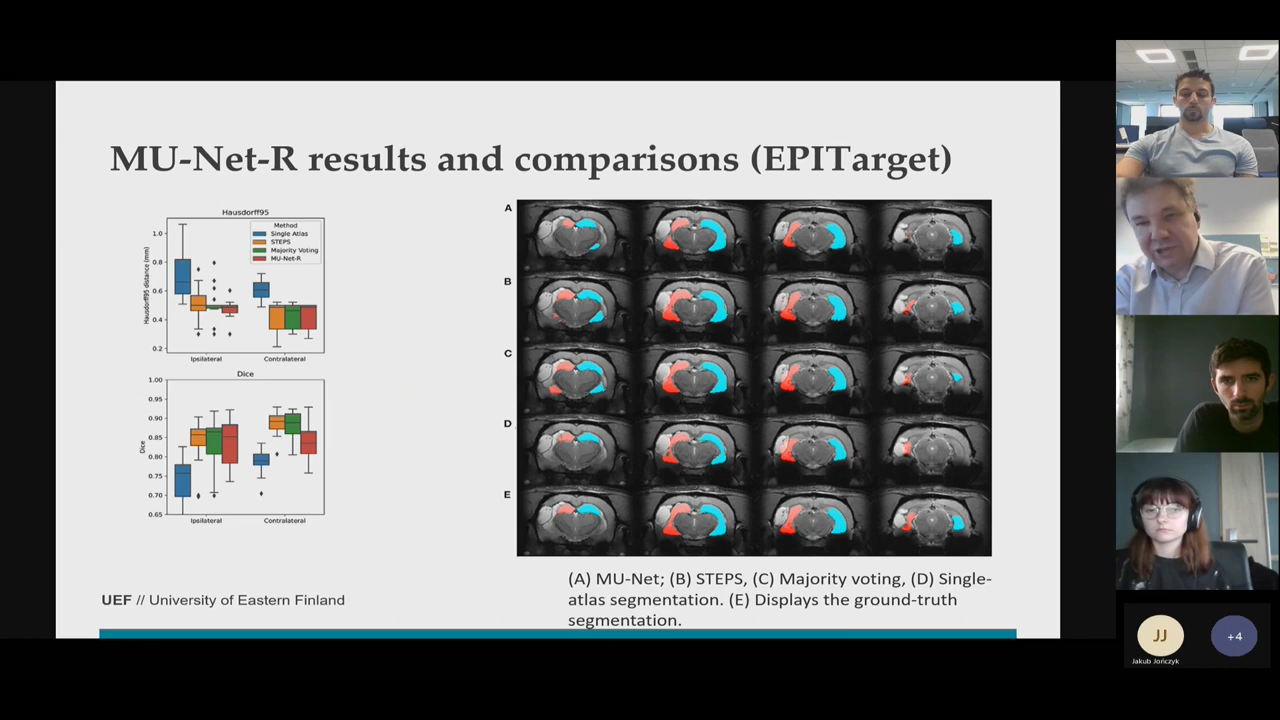 MU-Net-R results and comparisons (EPITarget)
Hausdorff95
Method
Single Atlas
STEPS
Majority Voting
MU-Net-R
Hausdorff95 distance (mm)
1.0
0.8
0.6
0.4
0.2
Ipsilateral Contralateral
Dice
Dice
1.00
0.95
0.90
0.85
0.80
0.75
0.70
0.65
Ipsilateral Contralateral
A
B
C
D
E
(A) MU-Net; (B) STEPS, (C) Majority voting, (D) Single-
atlas segmentation. (E) Displays the ground-truth
segmentation.
UEF // University of Eastern Finland
JJ
+4
Jakub Jończyk